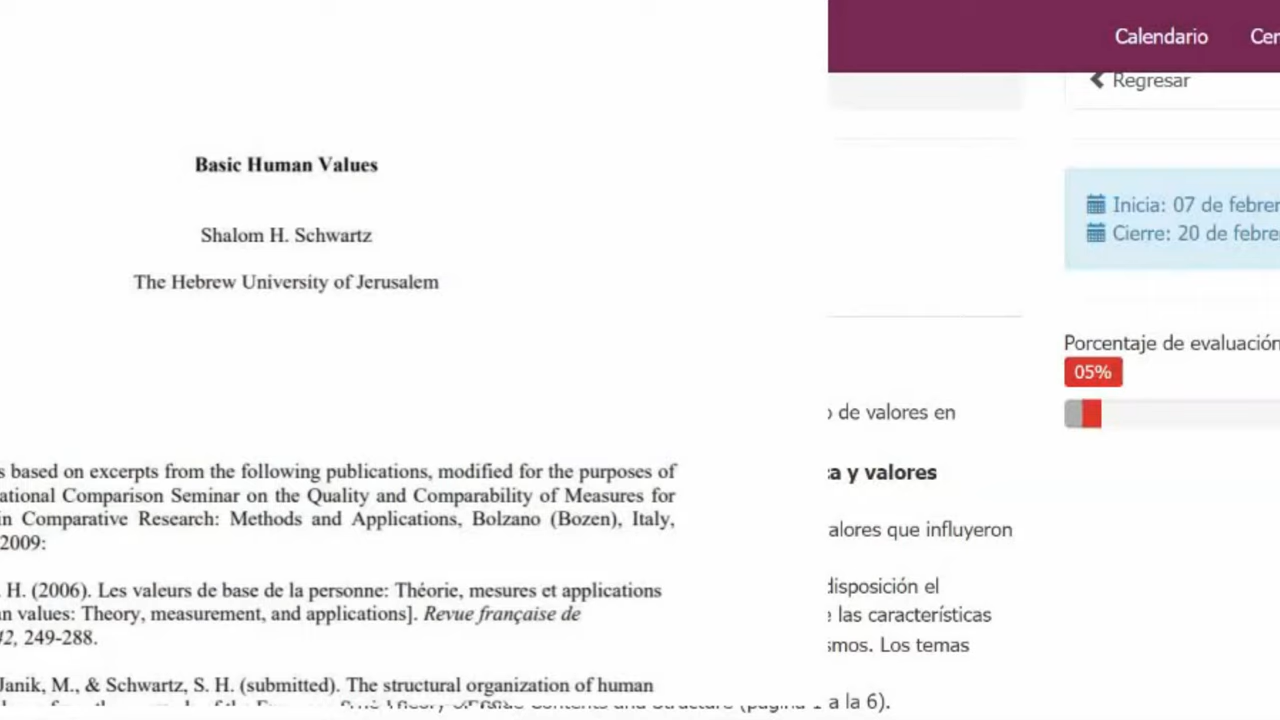 Basic Human Values
Shalom H. Schwartz
The Hebrew University of Jerusalem
s based on excerpts from the following publications, modified for the purposes of
ational Comparison Seminar on the Quality and Comparability of Measures for
in Comparative Research: Methods and Applications, Bolzano (Bozen), Italy,
2009:
H. (2006). Les valeurs de base de la personne: Théorie, mesures et applications
n values: Theory, measurement, and applications]. Revue française de
42, 249-288.
Janik, M., & Schwartz, S. H. (submitted). The structural organization of human
Calendario Cer
Regresar
Inicia: 07 de febrer
Cierre: 20 de febre
Porcentaje de evaluación
05%
o de valores en
ca y valores
alores que influyeron
disposición el
e las características
smos. Los temas
a la 6).